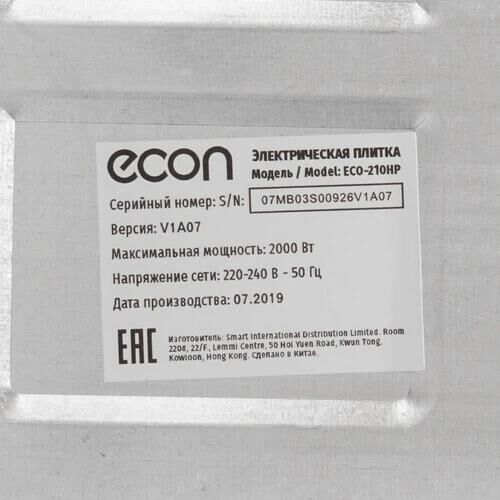 econ
ЭЛЕКТРИЧЕСКАЯ ПЛИТКА
Модель / Model: ECO-210HP
Серийный номер: S/N: 07MB03S00926V1A07
Версия: V1A07
Максимальная мощность: 2000 Вт
Напряжение сети: 220-240 В - 50 Гц
Дата производства: 07.2019
EAC
Изготовитель: Smart International Distribution Limited. Room
2208, 22/F., Lemmi Centre, 50 Hoi Yuen Road, Kwun Tong,
Kowloon, Hong Kong. Сделано в Китае.